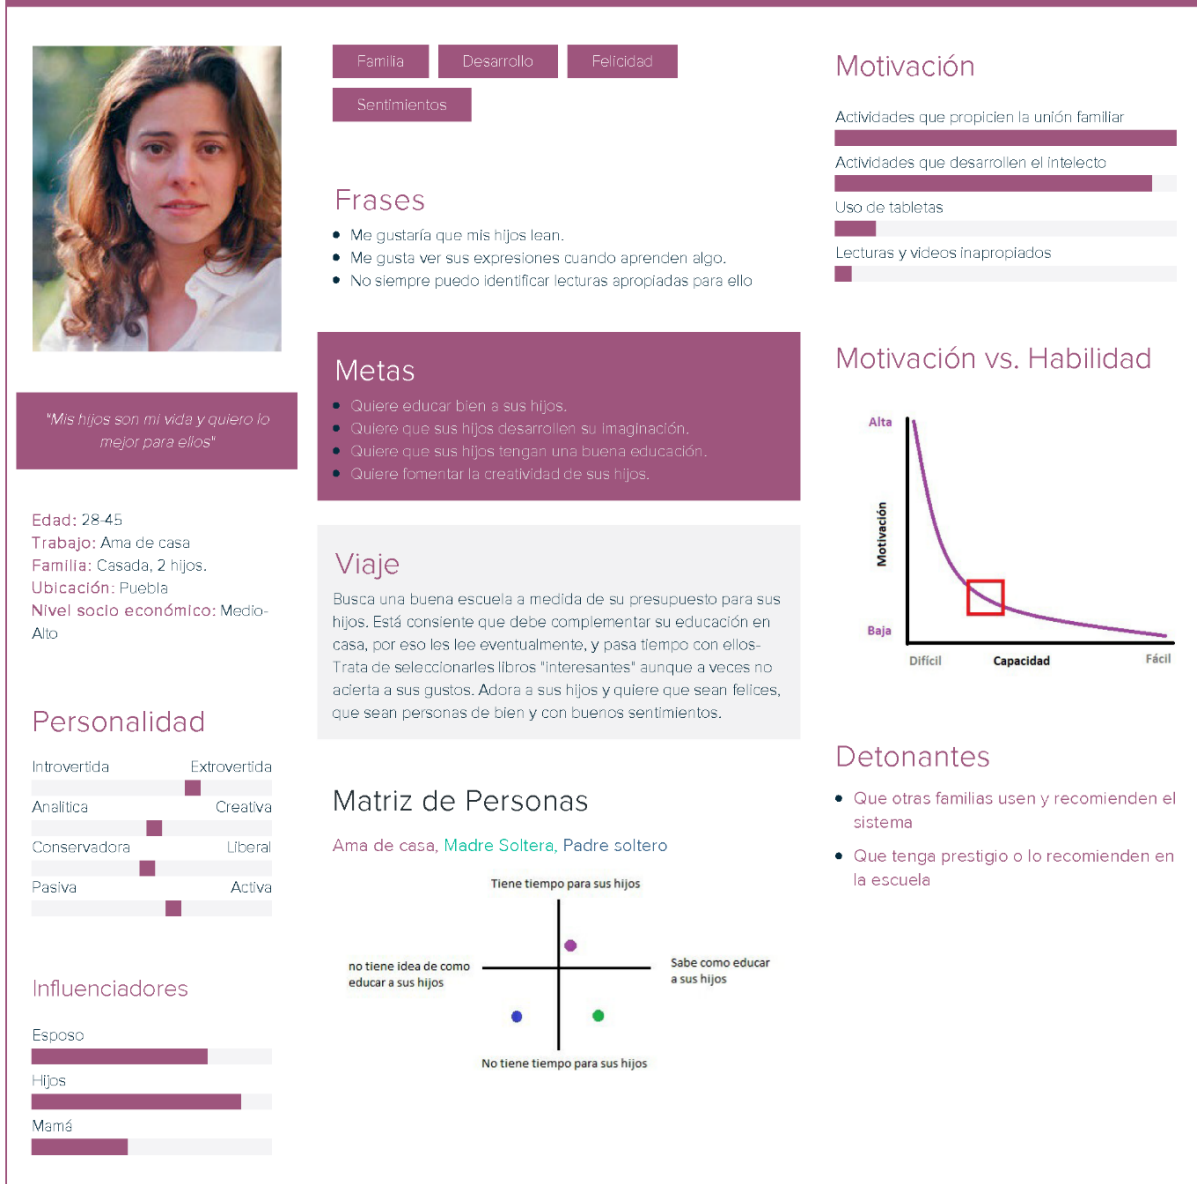 "Mis hijos son mi vida y quiero lo
mejor para ellos"
Edad: 28-45
Trabajo: Ama de casa
Familia: Casada, 2 hijos.
Ubicación: Puebla
Nivel socio económico: Medio-
Alto
Personalidad
Introvertida Extrovertida
Analítica Creativa
Conservadora Liberal
Pasiva Activa
Influenciadores
Esposo
Hijos
Mamá
Familia Desarrollo Felicidad
Sentimientos
Frases
Me gustaría que mis hijos lean.
Me gusta ver sus expresiones cuando aprenden algo.
No siempre puedo identificar lecturas apropiadas para ello
Metas
Quiere educar bien a sus hijos.
Quiere que sus hijos desarrollen su imaginación.
Quiere que sus hijos tengan una buena educación.
Quiere fomentar la creatividad de sus hijos.
Viaje
Busca una buena escuela a medida de su presupuesto para sus
hijos. Está consiente que debe complementar su educación en
casa, por eso les lee eventualmente, y pasa tiempo con ellos-
Trata de seleccionarles libros "interesantes" aunque a veces no
acierta a sus gustos. Adora a sus hijos y quiere que sean felices,
que sean personas de bien y con buenos sentimientos.
Matriz de Personas
Ama de casa, Madre Soltera, Padre soltero
Tiene tiempo para sus hijos
no tiene idea de como
educar a sus hijos
Sabe como educar
a sus hijos
No tiene tiempo para sus hijos
Motivación
Actividades que propicien la unión familiar
Actividades que desarrollen el intelecto
Uso de tabletas
Lecturas y videos inapropiados
Motivación vs. Habilidad
Alta
Motivación
Baja
Difícil Capacidad Fácil
Detonantes
Que otras familias usen y recomienden el
sistema
Que tenga prestigio o lo recomienden en
la escuela